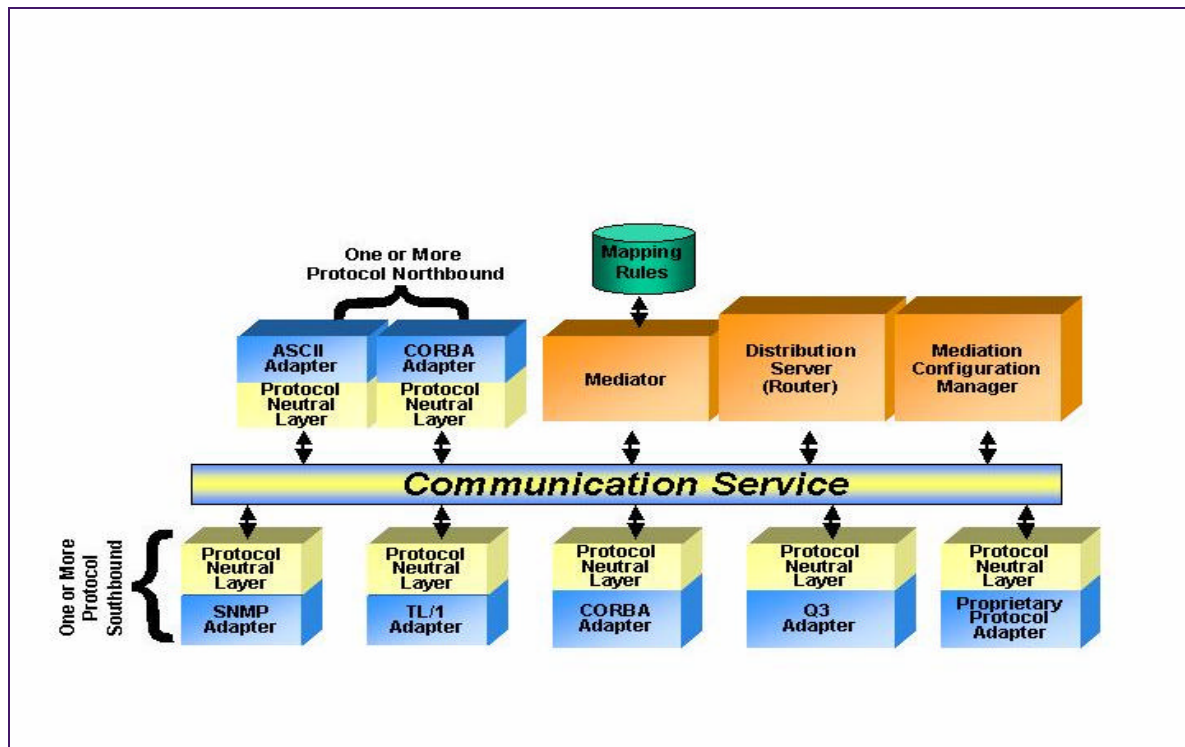 One or More
Protocol Northbound
Mapping
Rules
ASCII
Adapter
Protocol
Neutral
Layer
CORBA
Adapter
Protocol
Neutral
Layer
Mediator
Distribution
Server
(Router)
Mediation
Configuration
Manager
Communication Service
One or More
Protocol
Southbound
Protocol
Neutral
Layer
SNMP
Adapter
Protocol
Neutral
Layer
TL/1
Adapter
Protocol
Neutral
Layer
CORBA
Adapter
Protocol
Neutral
Layer
Q3
Adapter
Protocol
Neutral
Layer
Proprietary
Protocol
Adapter